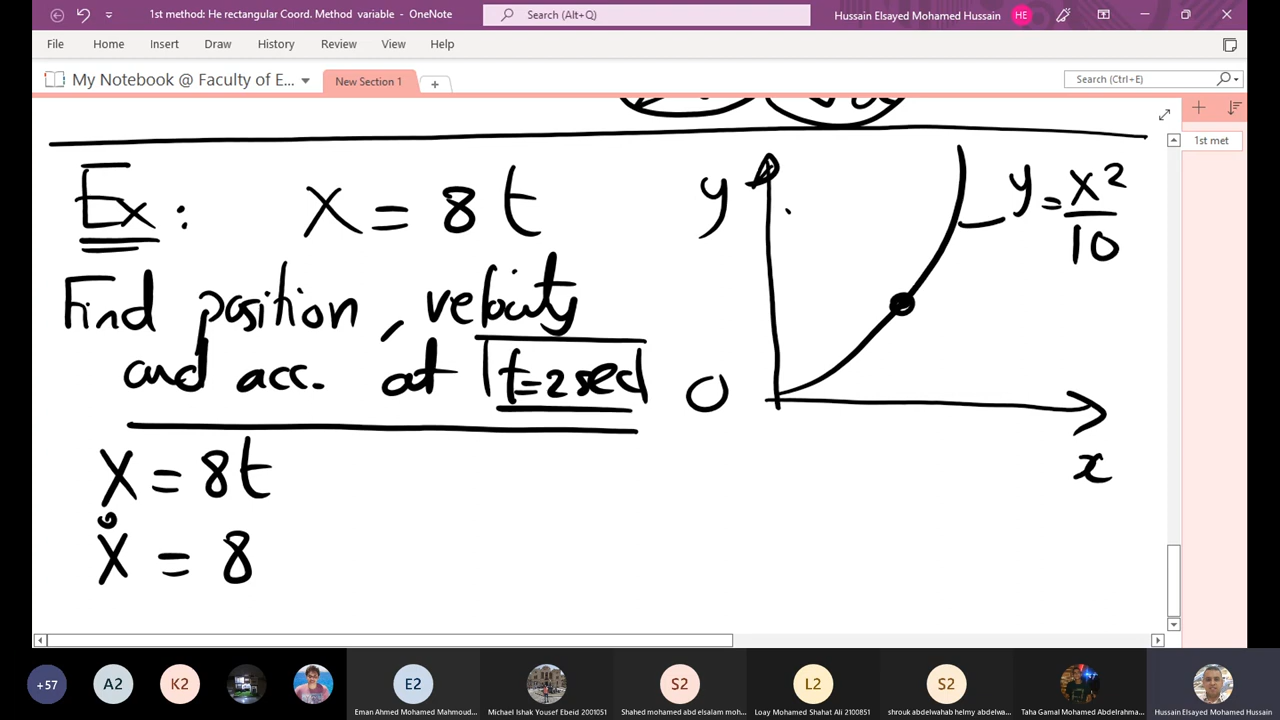 1st method: He rectangular Coord. Method variable - OneNote
Search (Alt+Q)
Hussain Elsayed Mohamed Hussain
HE
File Home Insert Draw History Review View Help
My Notebook @ Faculty of E...
New Section 1
Search (Ctrl+E)
1st met
Ex: X = 8t
y
y = X²/10
Find position, velocity
and acc. at t=2sec
O
x
X = 8t
Ẋ = 8
+57
A2
K2
E2
S2
L2
S2
Eman Ahmed Mohamed Mahmoud...
Michael Ishak Yousef Ebeid 2001051
Shahed mohamed abd elsalam moh...
Loay Mohamed Shahat Ali 2100851
shrouk abdelwahab helmy abdelwa...
Taha Gamal Mohamed Abdelrahma...
Hussain Elsayed Mohamed Hussain